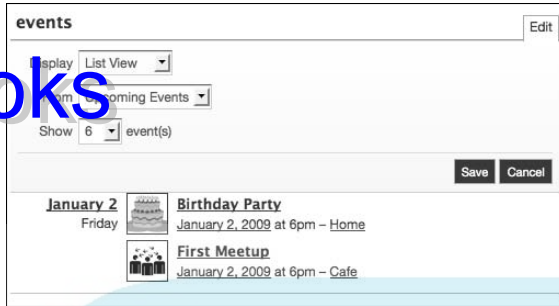 events
Edit
Display List View
From Upcoming Events
oks
Show 6 event(s)
Save Cancel
January 2 Birthday Party
Friday January 2, 2009 at 6pm – Home
First Meetup
January 2, 2009 at 6pm – Cafe